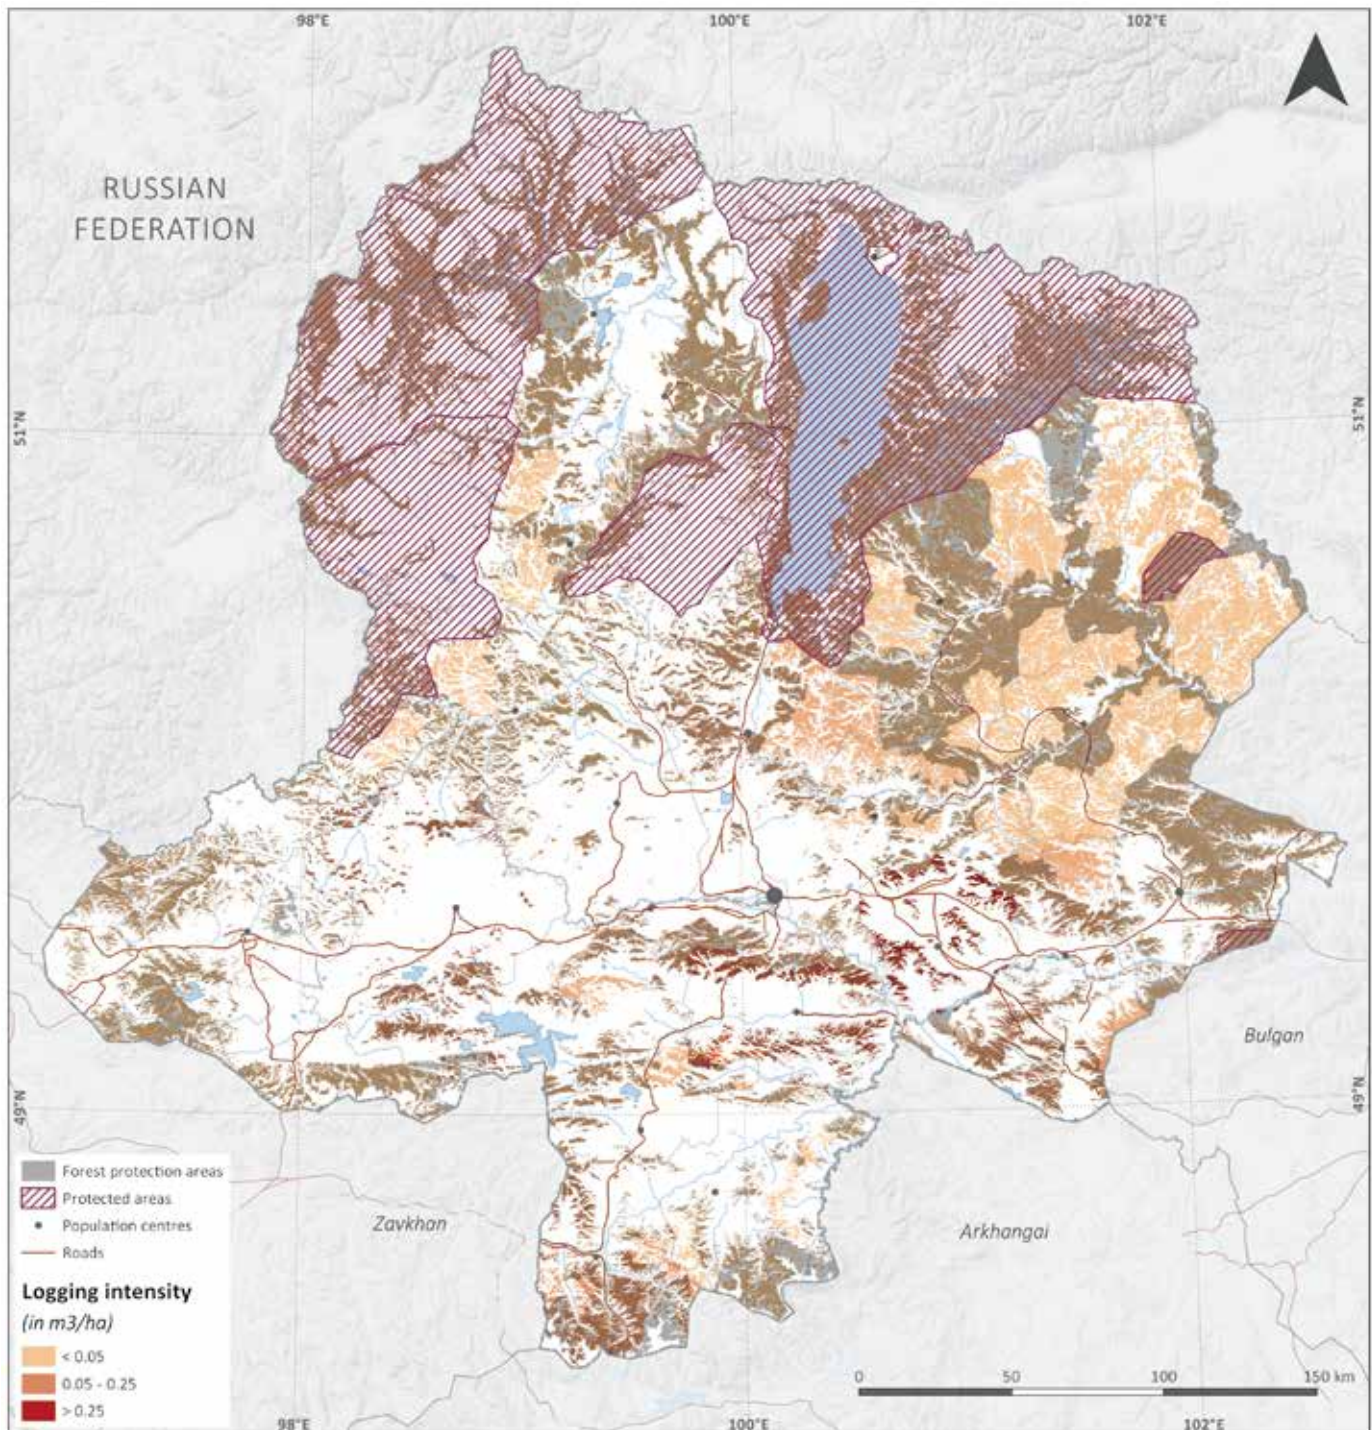 98°E
100°E
102°E
RUSSIAN
FEDERATION
51°N
51°N
Bulgan
49°N
49°N
Forest protection areas
Protected areas
Population centres
Roads
Zavkhan
Arkhangai
Logging intensity
(in m3/ha)
< 0.05
0.05 - 0.25
> 0.25
0
50
100
150 km
98°E
100°E
102°E